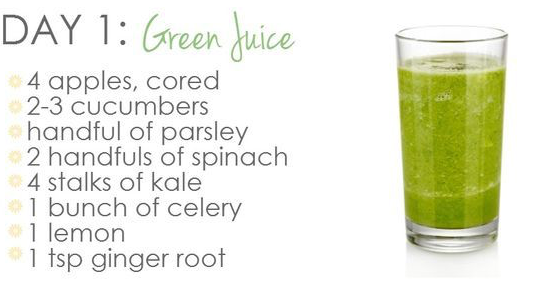 DAY 1: Green Juice
4 apples, cored
2-3 cucumbers
handful of parsley
2 handfuls of spinach
4 stalks of kale
1 bunch of celery
1 lemon
1 tsp ginger root